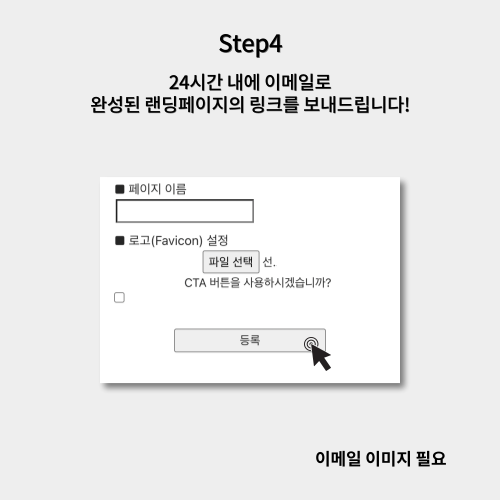 Step4
24시간 내에 이메일로
완성된 랜딩페이지의 링크를 보내드립니다!
■ 페이지 이름
■ 로고(Favicon) 설정
파일 선택 선.
CTA 버튼을 사용하시겠습니까?
등록
이메일 이미지 필요